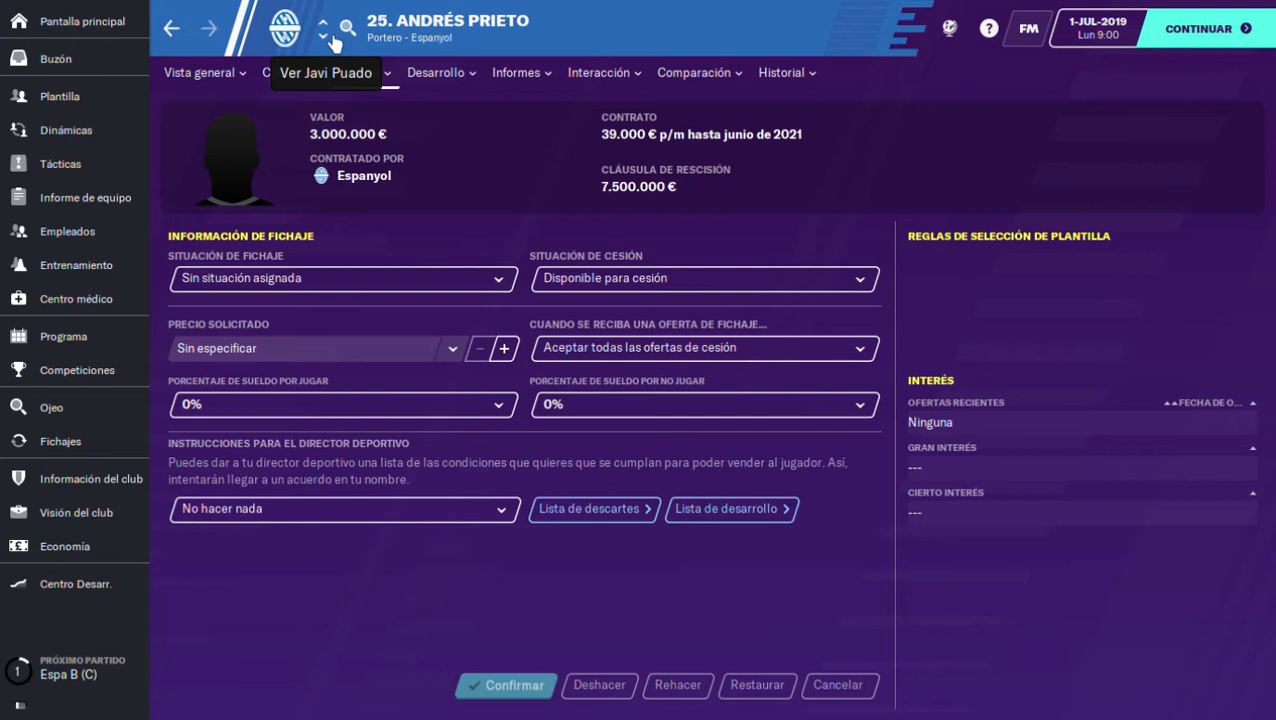 Pantalla principal
Buzón
Plantilla
Dinámicas
Tácticas
Informe de equipo
Empleados
Entrenamiento
Centro médico
Programa
Competiciones
Ojeo
Fichajes
Información del club
Visión del club
Economía
Centro Desarr.
1
PRÓXIMO PARTIDO
Espa B (C)
25. ANDRÉS PRIETO
Portero - Espanyol
FM
1-JUL-2019
Lun 9:00
CONTINUAR
Vista general
C
Ver Javi Puado
Desarrollo
Informes
Interacción
Comparación
Historial
VALOR
3.000.000 €
CONTRATADO POR
Espanyol
CONTRATO
39.000 € p/m hasta junio de 2021
CLÁUSULA DE RESCISIÓN
7.500.000 €
INFORMACIÓN DE FICHAJE
SITUACIÓN DE FICHAJE
Sin situación asignada
SITUACIÓN DE CESIÓN
Disponible para cesión
PRECIO SOLICITADO
Sin especificar
− +
CUANDO SE RECIBA UNA OFERTA DE FICHAJE...
Aceptar todas las ofertas de cesión
PORCENTAJE DE SUELDO POR JUGAR
0%
PORCENTAJE DE SUELDO POR NO JUGAR
0%
INSTRUCCIONES PARA EL DIRECTOR DEPORTIVO
Puedes dar a tu director deportivo una lista de las condiciones que quieres que se cumplan para poder vender al jugador. Así,
intentarán llegar a un acuerdo en tu nombre.
No hacer nada
Lista de descartes
Lista de desarrollo
REGLAS DE SELECCIÓN DE PLANTILLA
INTERÉS
OFERTAS RECIENTES
FECHA DE O...
Ninguna
GRAN INTERÉS
---
CIERTO INTERÉS
---
Confirmar
Deshacer
Rehacer
Restaurar
Cancelar